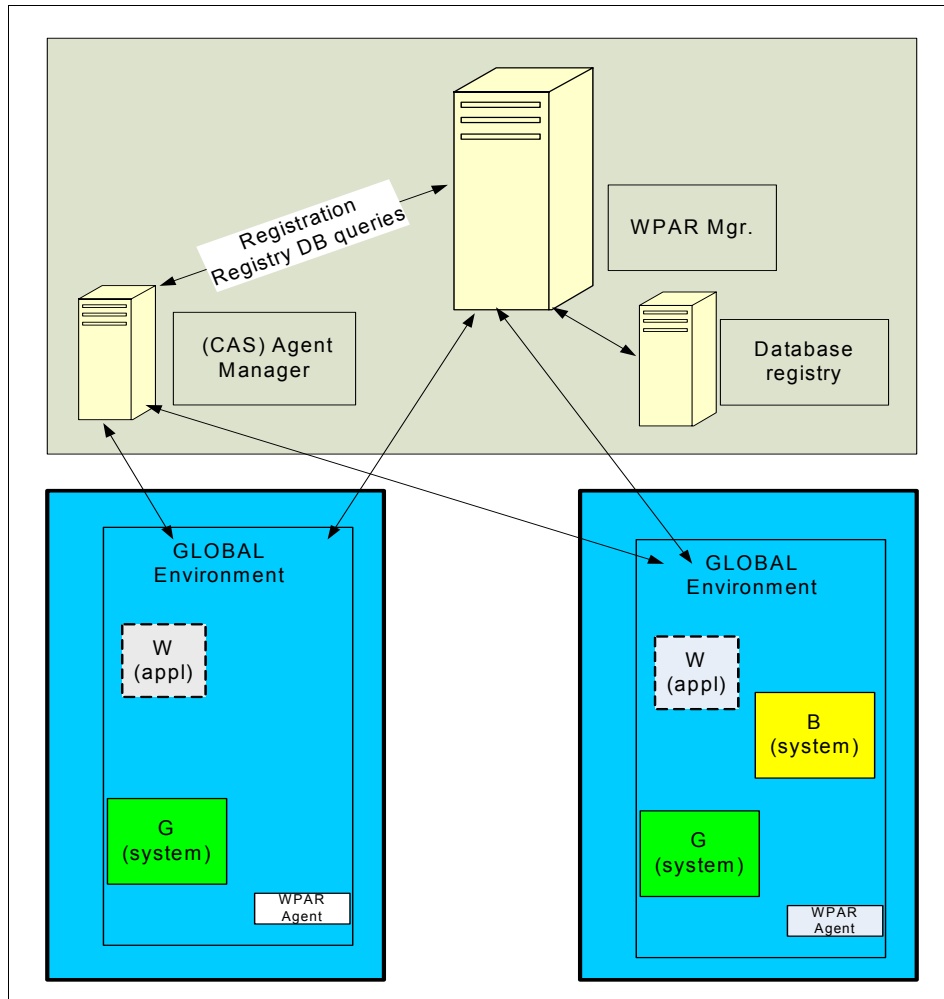 Registration
Registry DB queries
WPAR Mgr.
(CAS) Agent
Manager
Database
registry
GLOBAL
Environment
W
(appl)
G
(system)
WPAR
Agent
GLOBAL
Environment
W
(appl)
B
(system)
G
(system)
WPAR
Agent